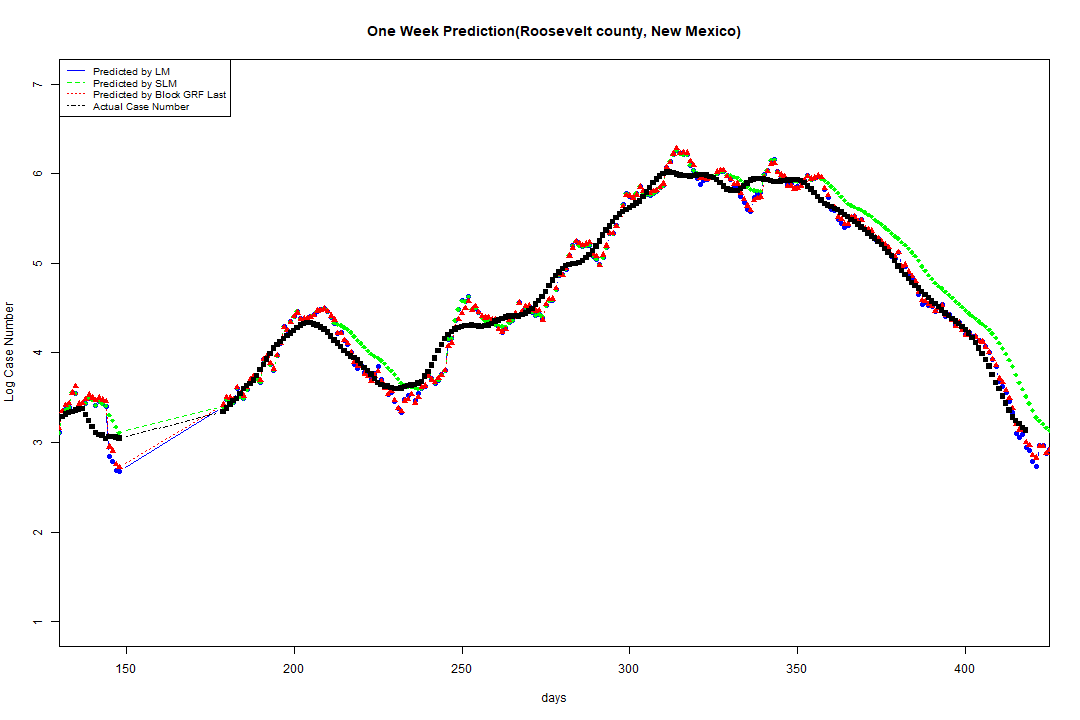 One Week Prediction(Roosevelt county, New Mexico)
Predicted by LM
Predicted by SLM
Predicted by Block GRF Last
Actual Case Number
7
6
5
4
3
2
1
Log Case Number
150 200 250 300 350 400
days